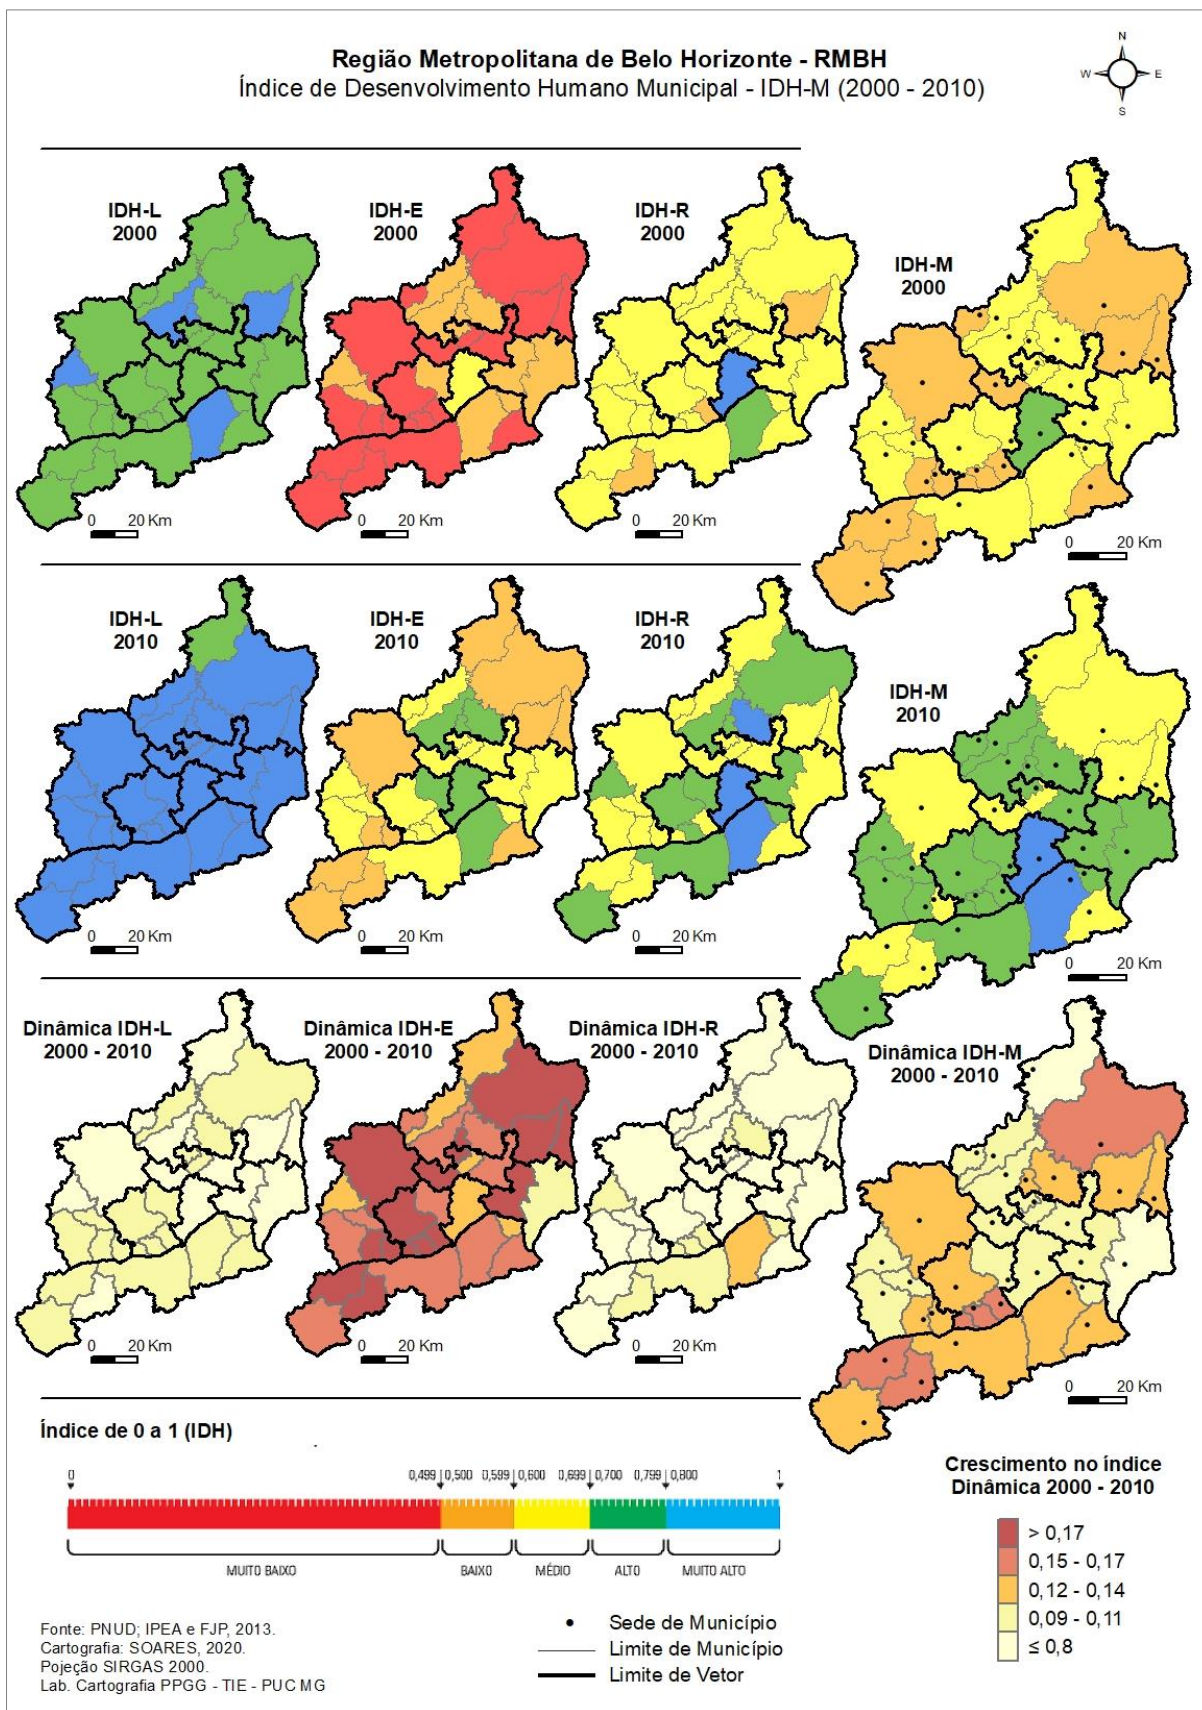 Região Metropolitana de Belo Horizonte - RMBH
Índice de Desenvolvimento Humano Municipal - IDH-M (2000 - 2010)
N
W E
S
IDH-L
2000
IDH-E
2000
IDH-R
2000
IDH-M
2000
0 20 Km
0 20 Km
0 20 Km
0 20 Km
IDH-L
2010
IDH-E
2010
IDH-R
2010
IDH-M
2010
0 20 Km
0 20 Km
0 20 Km
0 20 Km
Dinâmica IDH-L
2000 - 2010
Dinâmica IDH-E
2000 - 2010
Dinâmica IDH-R
2000 - 2010
Dinâmica IDH-M
2000 - 2010
0 20 Km
0 20 Km
0 20 Km
0 20 Km
Índice de 0 a 1 (IDH)
0 0,499 0,500 0,599 0,600 0,699 0,700 0,799 0,800 1
MUITO BAIXO BAIXO MÉDIO ALTO MUITO ALTO
Crescimento no índice
Dinâmica 2000 - 2010
> 0,17
0,15 - 0,17
0,12 - 0,14
0,09 - 0,11
≤ 0,8
Fonte: PNUD; IPEA e FJP, 2013.
Cartografia: SOARES, 2020.
Pojeção SIRGAS 2000.
Lab. Cartografia PPGG - TIE - PUC MG
Sede de Município
Limite de Município
Limite de Vetor